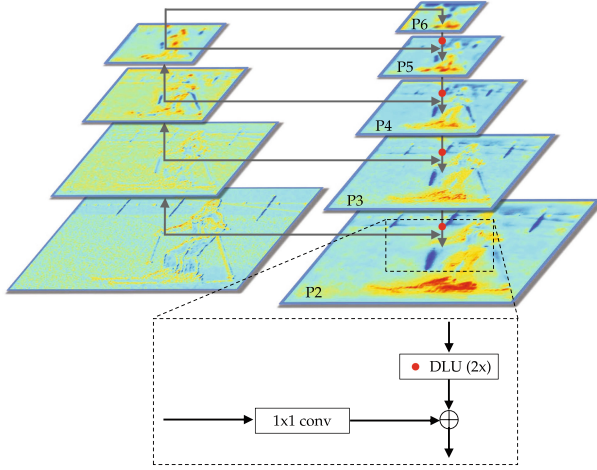 P6
P5
P4
P3
P2
DLU (2x)
1x1 conv